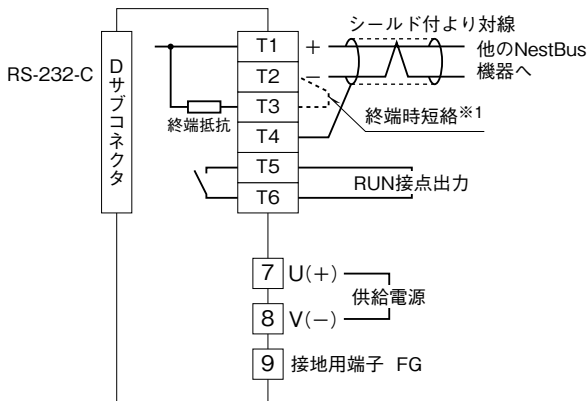 シールド付より対線
RS-232-C
Dサブコネクタ
T1
+
他のNestBus
機器へ
T2
−
T3
終端抵抗
終端時短絡※1
T4
T5
RUN接点出力
T6
7 U(+)
供給電源
8 V(−)
9 接地用端子 FG